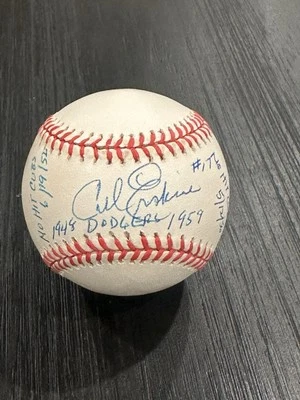 NO HIT CUBS
6/19/52
Carl Erskine
1948 DODGERS 1959
#17